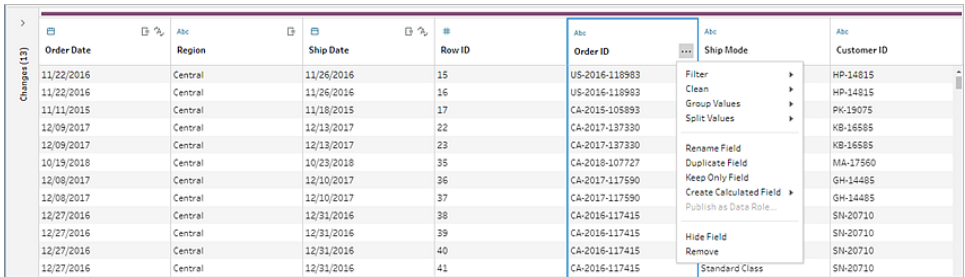 > Abc # Abc Abc Abc
Order Date Region Ship Date Row ID Order ID ... Ship Mode Customer ID
Changes (13)
11/22/2016 Central 11/26/2016 15 US-2016-118983 HP-14815
11/22/2016 Central 11/26/2016 16 US-2016-118983 HP-14815
11/11/2015 Central 11/18/2015 17 CA-2015-105893 PK-19075
12/09/2017 Central 12/13/2017 22 CA-2017-137330 KB-16585
12/09/2017 Central 12/13/2017 23 CA-2017-137330 KB-16585
10/19/2018 Central 10/23/2018 35 CA-2018-107727 MA-17560
12/08/2017 Central 12/10/2017 36 CA-2017-117590 GH-14485
12/08/2017 Central 12/10/2017 37 CA-2017-117590 GH-14485
12/27/2016 Central 12/31/2016 38 CA-2016-117415 SN-20710
12/27/2016 Central 12/31/2016 39 CA-2016-117415 SN-20710
12/27/2016 Central 12/31/2016 40 CA-2016-117415 SN-20710
12/27/2016 Central 12/31/2016 41 CA-2016-117415 Standard Class SN-20710
Filter
Clean
Group Values
Split Values
Rename Field
Duplicate Field
Keep Only Field
Create Calculated Field
Publish as Data Role...
Hide Field
Remove